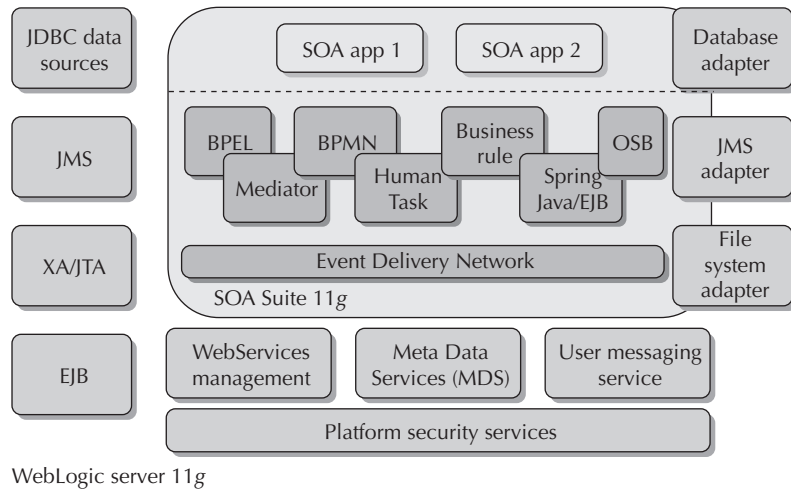 JDBC data
sources
SOA app 1
SOA app 2
Database
adapter
JMS
BPEL
BPMN
Business
rule
OSB
Mediator
Human
Task
Spring
Java/EJB
JMS
adapter
XA/JTA
Event Delivery Network
SOA Suite 11g
File
system
adapter
EJB
WebServices
management
Meta Data
Services (MDS)
User messaging
service
Platform security services
WebLogic server 11g